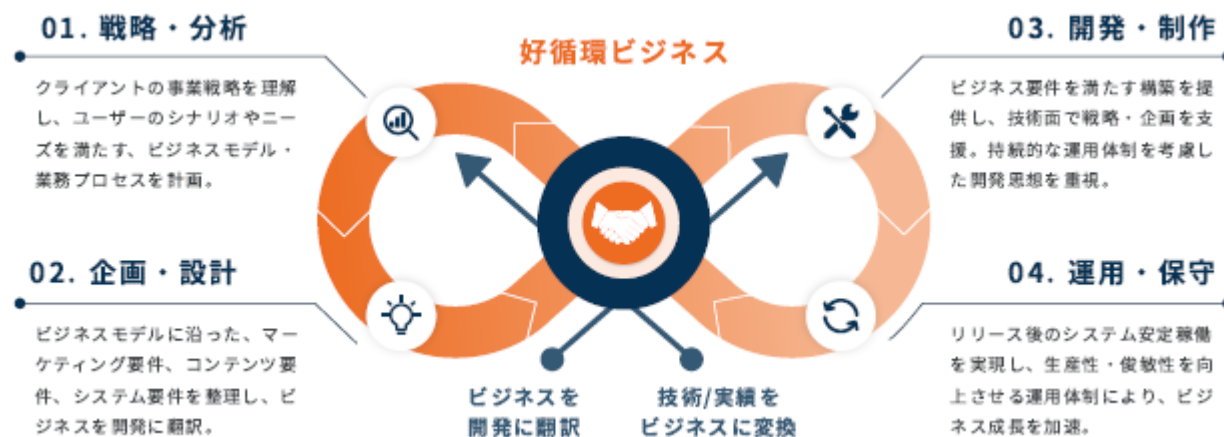 01. 戦略・分析
クライアントの事業戦略を理解
し、ユーザーのシナリオやニー
ズを満たす、ビジネスモデル・
業務プロセスを計画。
02. 企画・設計
ビジネスモデルに沿った、マー
ケティング要件、コンテンツ要
件、システム要件を整理し、ビ
ジネスを開発に翻訳。
好循環ビジネス
ビジネスを
開発に翻訳
技術/実績を
ビジネスに変換
03. 開発・制作
ビジネス要件を満たす構築を提
供し、技術面で戦略・企画を支
援。持続的な運用体制を考慮し
た開発思想を重視。
04. 運用・保守
リリース後のシステム安定稼働
を実現し、生産性・俊敏性を向
上させる運用体制により、ビジ
ネス成長を加速。